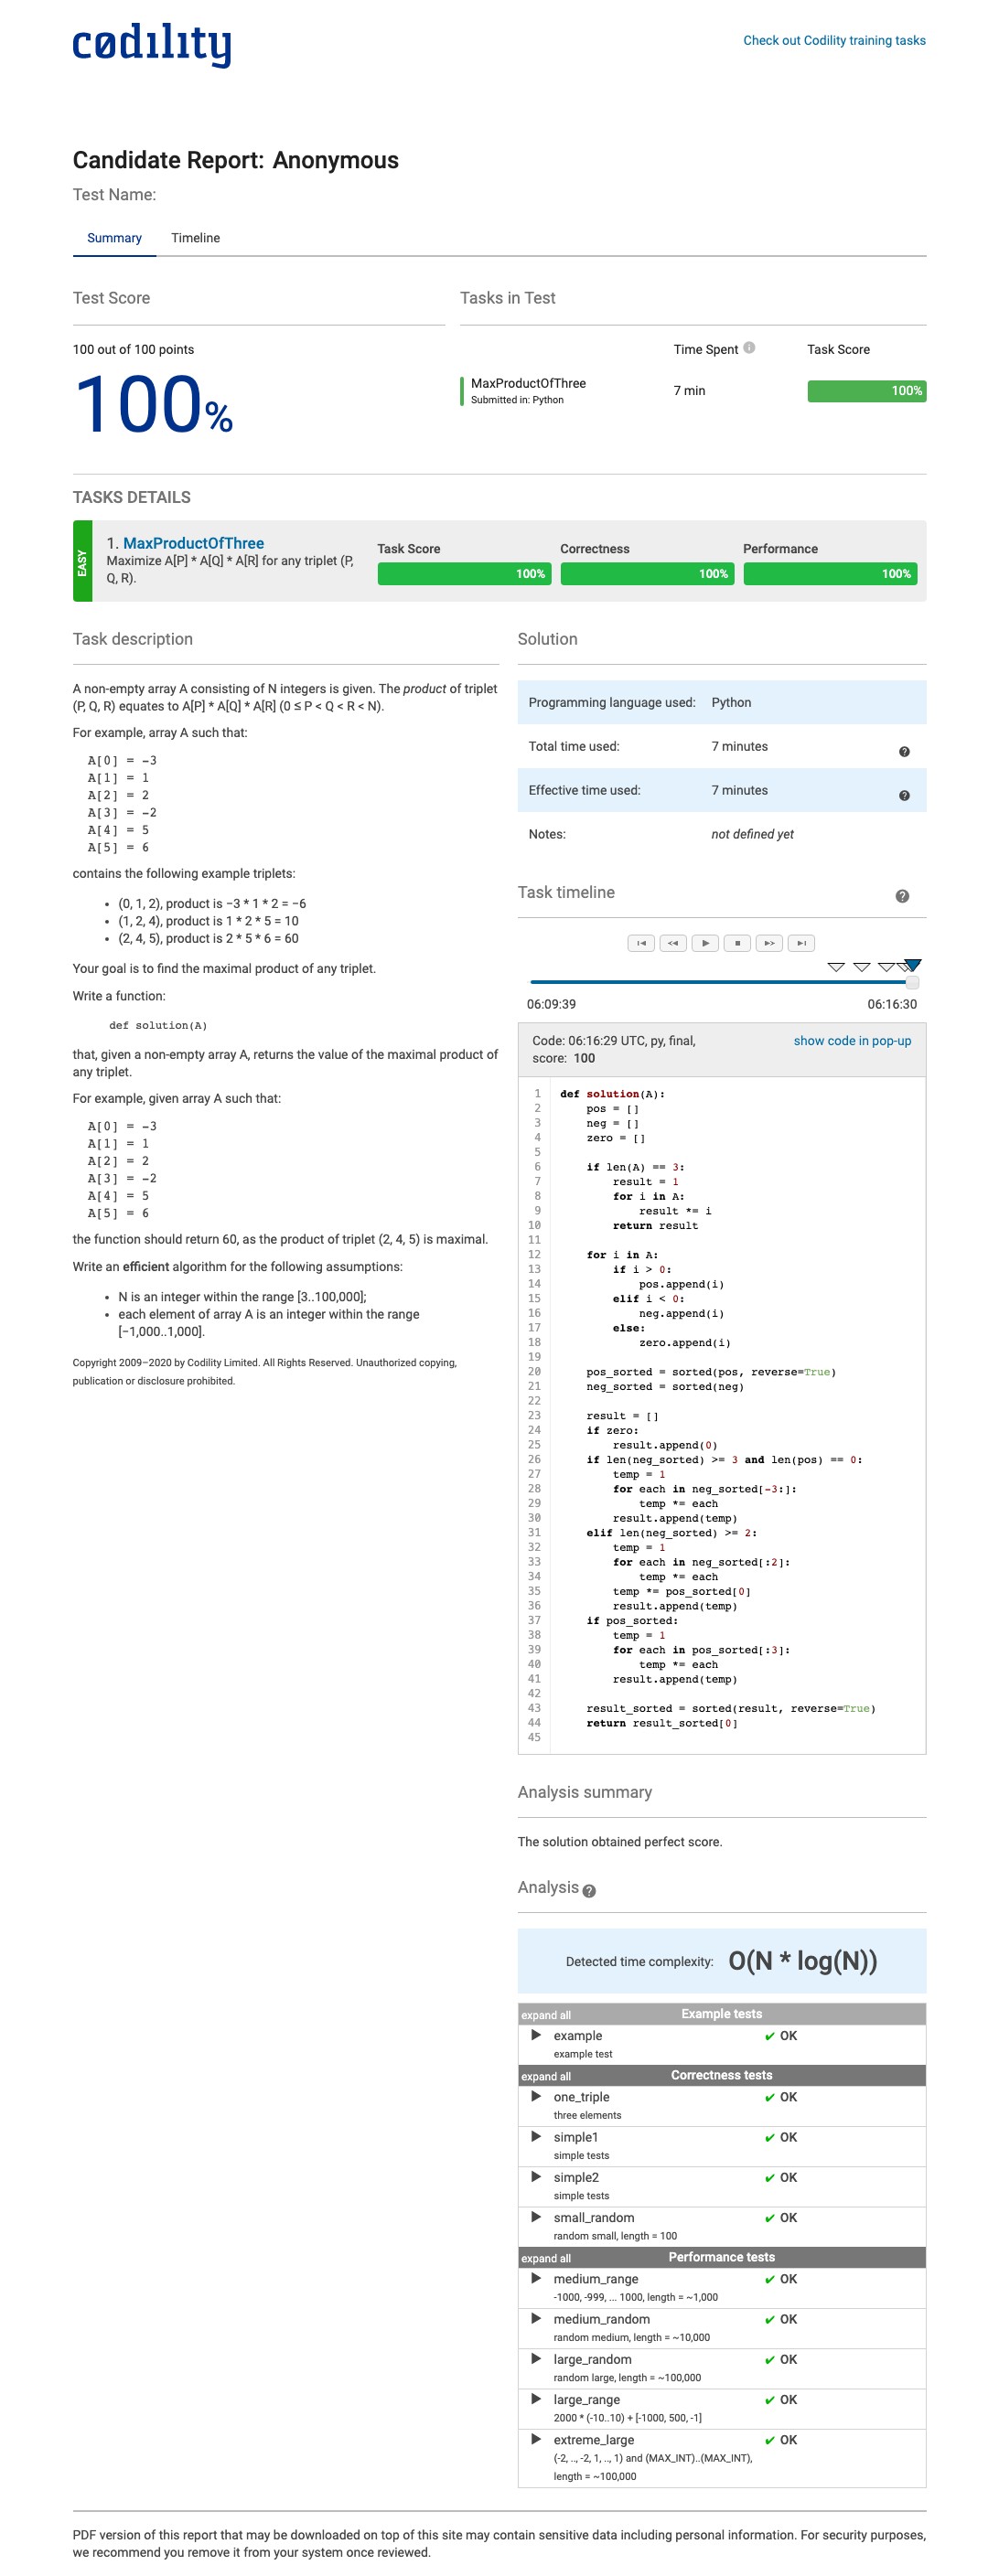 codility
Check out Codility training tasks
Candidate Report: Anonymous
Test Name:
Summary Timeline
Test Score
Tasks in Test
100 out of 100 points
100%
Time Spent Task Score
MaxProductOfThree
Submitted in: Python
7 min
100%
TASKS DETAILS
EASY
1. MaxProductOfThree
Maximize A[P] * A[Q] * A[R] for any triplet (P,
Q, R).
Task Score Correctness Performance
100% 100% 100%
Task description
A non-empty array A consisting of N integers is given. The product of triplet
(P, Q, R) equates to A[P] * A[Q] * A[R] (0 ≤ P < Q < R < N).
For example, array A such that:
A[0] = −3
A[1] = 1
A[2] = 2
A[3] = −2
A[4] = 5
A[5] = 6
contains the following example triplets:
• (0, 1, 2), product is −3 * 1 * 2 = −6
• (1, 2, 4), product is 1 * 2 * 5 = 10
• (2, 4, 5), product is 2 * 5 * 6 = 60
Your goal is to find the maximal product of any triplet.
Write a function:
def solution(A)
that, given a non-empty array A, returns the value of the maximal product of
any triplet.
For example, given array A such that:
A[0] = −3
A[1] = 1
A[2] = 2
A[3] = −2
A[4] = 5
A[5] = 6
the function should return 60, as the product of triplet (2, 4, 5) is maximal.
Write an efficient algorithm for the following assumptions:
• N is an integer within the range [3..100,000];
• each element of array A is an integer within the range
[−1,000..1,000].
Copyright 2009–2020 by Codility Limited. All Rights Reserved. Unauthorized copying,
publication or disclosure prohibited.
Solution
Programming language used: Python
Total time used: 7 minutes
Effective time used: 7 minutes
Notes: not defined yet
Task timeline
06:09:39 06:16:30
Code: 06:16:29 UTC, py, final,
score: 100
show code in pop-up
1 def solution(A):
2     pos = []
3     neg = []
4     zero = []
5
6     if len(A) == 3:
7         result = 1
8         for i in A:
9             result *= i
10         return result
11
12     for i in A:
13         if i > 0:
14             pos.append(i)
15         elif i < 0:
16             neg.append(i)
17         else:
18             zero.append(i)
19
20     pos_sorted = sorted(pos, reverse=True)
21     neg_sorted = sorted(neg)
22
23     result = []
24     if zero:
25         result.append(0)
26     if len(neg_sorted) >= 3 and len(pos) == 0:
27         temp = 1
28         for each in neg_sorted[-3:]:
29             temp *= each
30         result.append(temp)
31     elif len(neg_sorted) >= 2:
32         temp = 1
33         for each in neg_sorted[:2]:
34             temp *= each
35         temp *= pos_sorted[0]
36         result.append(temp)
37     if pos_sorted:
38         temp = 1
39         for each in pos_sorted[:3]:
40             temp *= each
41         result.append(temp)
42
43     result_sorted = sorted(result, reverse=True)
44     return result_sorted[0]
45
Analysis summary
The solution obtained perfect score.
Analysis
Detected time complexity: O(N * log(N))
expand all Example tests
example ✔ OK
example test
expand all Correctness tests
one_triple ✔ OK
three elements
simple1 ✔ OK
simple tests
simple2 ✔ OK
simple tests
small_random ✔ OK
random small, length = 100
expand all Performance tests
medium_range ✔ OK
-1000, -999, ... 1000, length = ~1,000
medium_random ✔ OK
random medium, length = ~10,000
large_random ✔ OK
random large, length = ~100,000
large_range ✔ OK
2000 * (-10..10) + [-1000, 500, -1]
extreme_large ✔ OK
(-2, .., -2, 1, .., 1) and (MAX_INT)..(MAX_INT),
length = ~100,000
PDF version of this report that may be downloaded on top of this site may contain sensitive data including personal information. For security purposes,
we recommend you remove it from your system once reviewed.